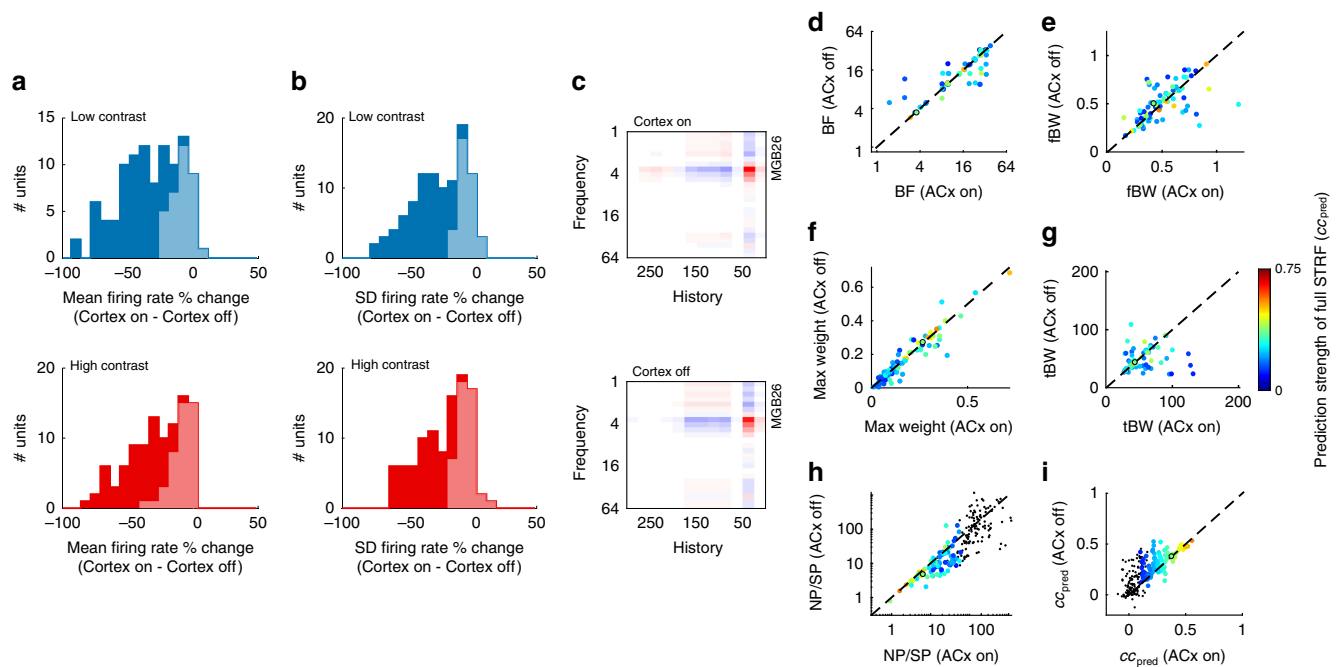 a
Low contrast
15
10
5
0
# units
−100
−50
0
50
Mean firing rate % change
(Cortex on - Cortex off)
High contrast
20
10
0
# units
−100
−50
0
50
Mean firing rate % change
(Cortex on - Cortex off)
b
Low contrast
20
10
0
# units
−100
−50
0
50
SD firing rate % change
(Cortex on - Cortex off)
High contrast
20
10
0
# units
−100
−50
0
50
SD firing rate % change
(Cortex on - Cortex off)
c
Cortex on
MGB26
1
4
16
64
Frequency
250
150
50
History
Cortex off
MGB26
1
4
16
64
Frequency
250
150
50
History
d
64
16
4
1
BF (ACx off)
1
4
16
64
BF (ACx on)
e
1
0.5
0
fBW (ACx off)
0
0.5
1
fBW (ACx on)
f
0.6
0.4
0.2
0
Max weight (ACx off)
0
0.5
Max weight (ACx on)
g
200
100
0
tBW (ACx off)
0
100
200
tBW (ACx on)
0.75
0
Prediction strength of full STRF (ccpred)
h
100
10
1
NP/SP (ACx off)
1
10
100
NP/SP (ACx on)
i
1
0.5
0
ccpred (ACx off)
0
0.5
1
ccpred (ACx on)